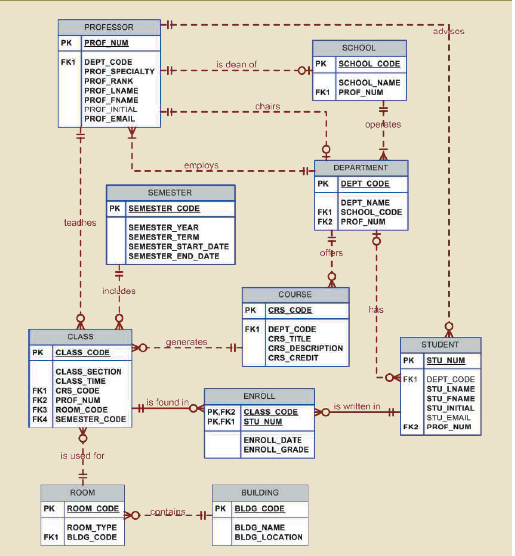 PROFESSOR
PK PROF_NUM
FK1 DEPT_CODE
PROF_SPECIALTY
PROF_RANK
PROF_LNAME
PROF_FNAME
PROF_INITIAL
PROF_EMAIL
advises
is dean of
SCHOOL
PK SCHOOL_CODE
SCHOOL_NAME
FK1 PROF_NUM
chairs
operates
employs
DEPARTMENT
PK DEPT_CODE
DEPT_NAME
FK1 SCHOOL_CODE
FK2 PROF_NUM
SEMESTER
PK SEMESTER_CODE
SEMESTER_YEAR
SEMESTER_TERM
SEMESTER_START_DATE
SEMESTER_END_DATE
teaches
includes
offers
has
COURSE
PK CRS_CODE
FK1 DEPT_CODE
CRS_TITLE
CRS_DESCRIPTION
CRS_CREDIT
generates
CLASS
PK CLASS_CODE
CLASS_SECTION
CLASS_TIME
FK1 CRS_CODE
FK2 PROF_NUM
FK3 ROOM_CODE
FK4 SEMESTER_CODE
is found in
ENROLL
PK,FK2 CLASS_CODE
PK,FK1 STU_NUM
ENROLL_DATE
ENROLL_GRADE
is written in
STUDENT
PK STU_NUM
FK1 DEPT_CODE
STU_LNAME
STU_FNAME
STU_INITIAL
STU_EMAIL
FK2 PROF_NUM
is used for
ROOM
PK ROOM_CODE
ROOM_TYPE
FK1 BLDG_CODE
contains
BUILDING
PK BLDG_CODE
BLDG_NAME
BLDG_LOCATION